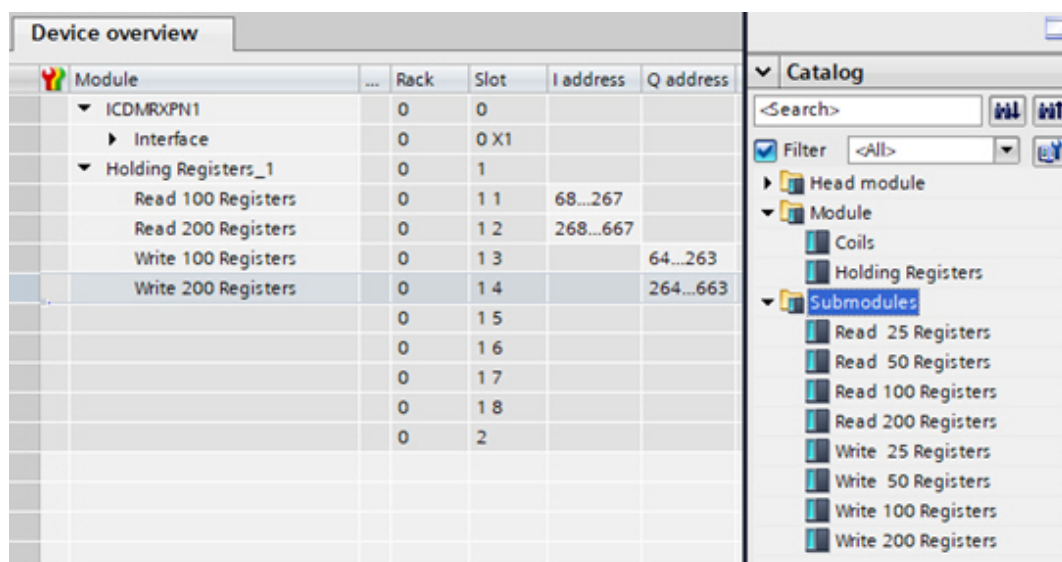 Device overview
Module ... Rack Slot I address Q address
ICDMRXPN1 0 0
Interface 0 0 X1
Holding Registers_1 0 1
Read 100 Registers 0 1 1 68...267
Read 200 Registers 0 1 2 268...667
Write 100 Registers 0 1 3 64...263
Write 200 Registers 0 1 4 264...663
0 1 5
0 1 6
0 1 7
0 1 8
0 2
Catalog
<Search>
Filter <All>
Head module
Module
Coils
Holding Registers
Submodules
Read 25 Registers
Read 50 Registers
Read 100 Registers
Read 200 Registers
Write 25 Registers
Write 50 Registers
Write 100 Registers
Write 200 Registers